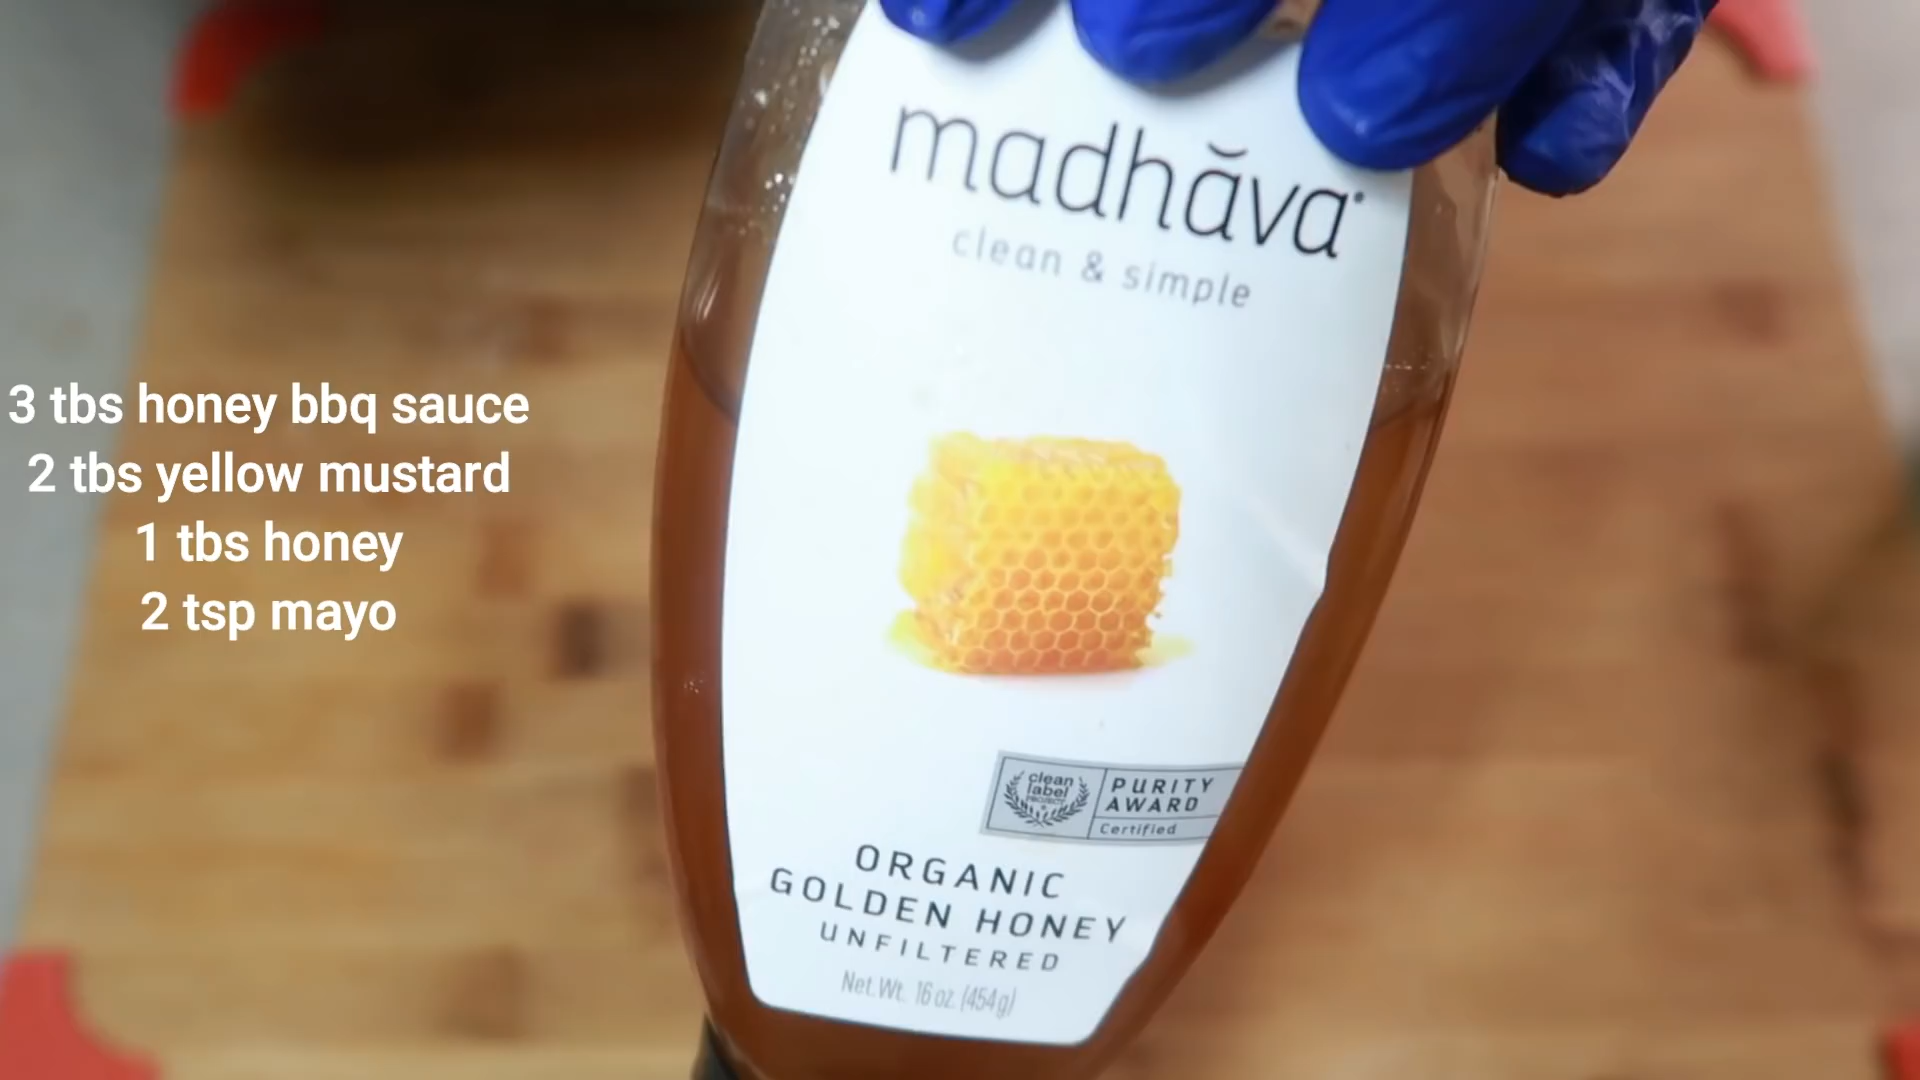 3 tbs honey bbq sauce
2 tbs yellow mustard
1 tbs honey
2 tsp mayo
madhăva
clean & simple
clean
label
PROJECT
PURITY
AWARD
Certified
ORGANIC
GOLDEN HONEY
UNFILTERED
Net.Wt. 16 oz. (454g)